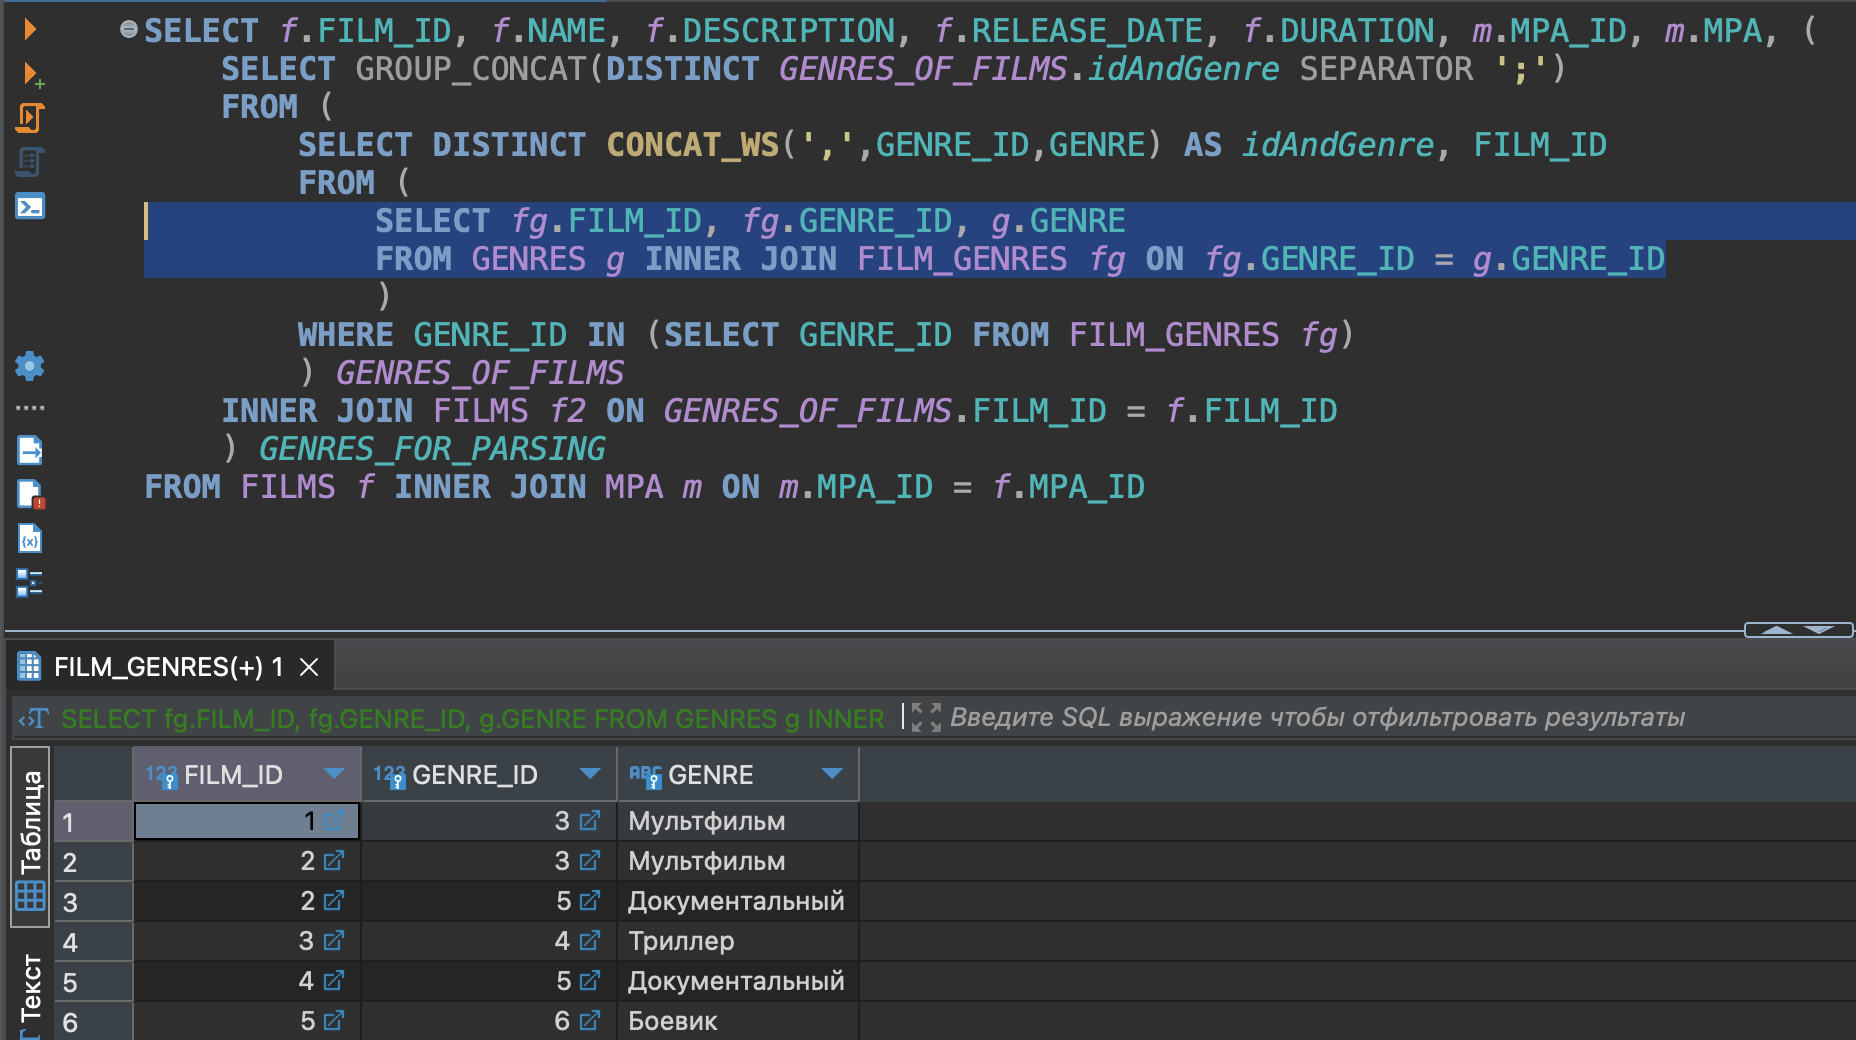 SELECT f.FILM_ID, f.NAME, f.DESCRIPTION, f.RELEASE_DATE, f.DURATION, m.MPA_ID, m.MPA, (
SELECT GROUP_CONCAT(DISTINCT GENRES_OF_FILMS.idAndGenre SEPARATOR ';')
FROM (
SELECT DISTINCT CONCAT_WS(',',GENRE_ID,GENRE) AS idAndGenre, FILM_ID
FROM (
SELECT fg.FILM_ID, fg.GENRE_ID, g.GENRE
FROM GENRES g INNER JOIN FILM_GENRES fg ON fg.GENRE_ID = g.GENRE_ID
)
WHERE GENRE_ID IN (SELECT GENRE_ID FROM FILM_GENRES fg)
) GENRES_OF_FILMS
INNER JOIN FILMS f2 ON GENRES_OF_FILMS.FILM_ID = f.FILM_ID
) GENRES_FOR_PARSING
FROM FILMS f INNER JOIN MPA m ON m.MPA_ID = f.MPA_ID
FILM_GENRES(+) 1
SELECT fg.FILM_ID, fg.GENRE_ID, g.GENRE FROM GENRES g INNER Введите SQL выражение чтобы отфильтровать результаты
Таблица
Текст
123 FILM_ID 123 GENRE_ID ABC GENRE
1 1 3 Мультфильм
2 2 3 Мультфильм
3 2 5 Документальный
4 3 4 Триллер
5 4 5 Документальный
6 5 6 Боевик